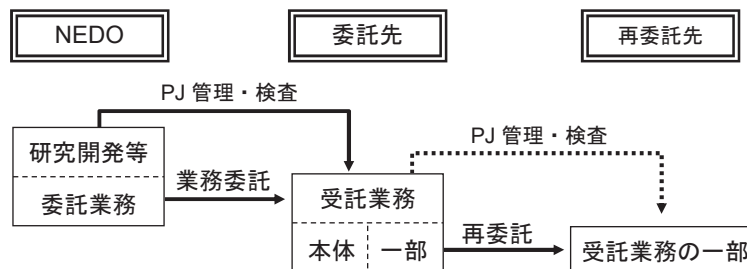 NEDO
委託先
再委託先
PJ 管理・検査
PJ 管理・検査
研究開発等
委託業務
業務委託
受託業務
本体
一部
再委託
受託業務の一部